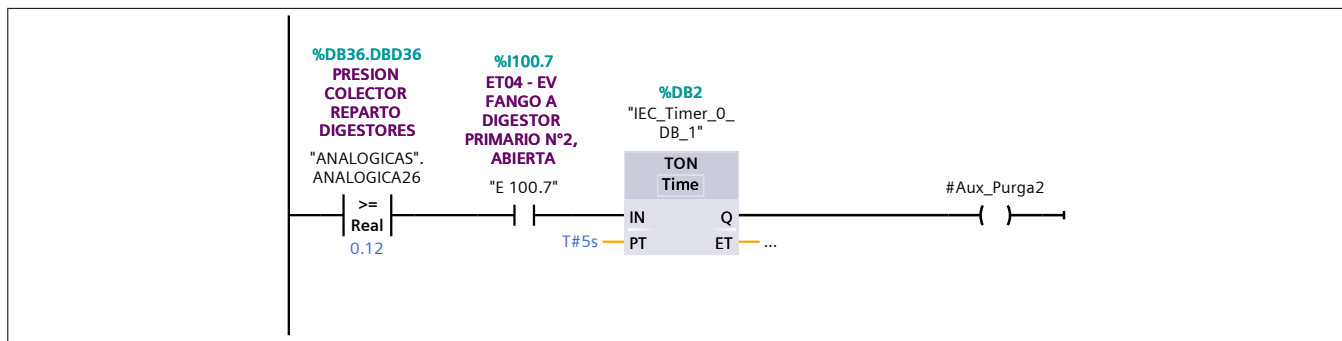 %DB36.DBD36
PRESION
COLECTOR
REPARTO
DIGESTORES
"ANALOGICAS".
ANALOGICA26
>=
Real
0.12
%I100.7
ET04 - EV
FANGO A
DIGESTOR
PRIMARIO Nº2,
ABIERTA
"E 100.7"
%DB2
"IEC_Timer_0_
DB_1"
TON
Time
IN
Q
T#5s
PT
ET
...
#Aux_Purga2
( )